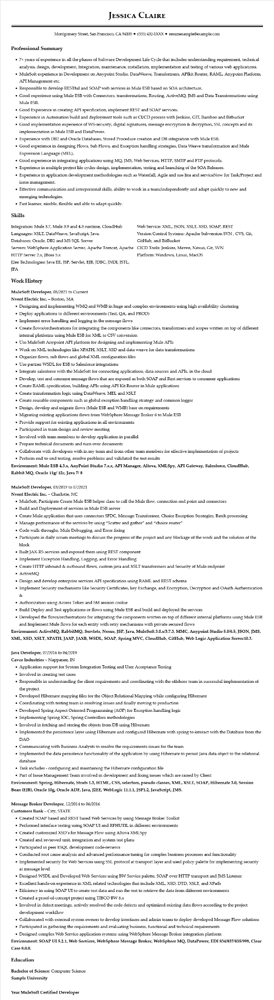 Jessica Claire
Montgomery Street, San Francisco, CA 94105 ● (555) 432-1XXX ● resumesample@example.com
Professional Summary
• 7+ years of experience in all the phases of Software Development Life Cycle that includes understanding requirement, technical
analysis, design, development, Integration, maintenance, installation, implementation and testing of various web applications.
• MuleSoft experience in Development on Anypoint Studio, DataWeave, Transformers, APIkit Router, RAML, Anypoint Platform,
API Management etc.
• Responsible to develop RESTful and SOAP web services in Mule ESB based on SOA architecture.
• Good experience using Mule ESB with Connectors, transformations, Routing, ActiveMQ, JMS and Data Transformations using
Mule ESB.
• Good Experience in creating API specification, implement REST and SOAP services.
• Experience in Automation build and deployment tools such as CI/CD process with Jenkins, GIT, Bamboo and Bitbucket
• Good implementation experience of WS-security, digital signatures, message encryption & decryption, SSL concepts and its
implementation in Mule ESB and DataPower.
• Experience with DB2 and Oracle Databases, Stored Procedure creation and DB integration with Mule ESB.
• Good experience in designing Flows, Sub Flows, and Exception handling strategies, Data Weave transformation and Mule
Expression Language (MEL).
• Good experience in integrating applications using MQ, JMS, Web Services, HTTP, SMTP and FTP protocols.
• Experience in multiple project life cycles design, implementation, testing and launching of the SOA Releases.
• Experience in application development methodologies such as Waterfall, Agile and use Jira and serviceNow for Task/Project and
issue management.
• Effective communication and interpersonal skills, ability to work in a team/independently and adapt quickly to new and
emerging technologies.
• Fast learner, nimble, flexible and able to adapt quickly.
Skills
Integration: Mule 3.7, Mule 3.9 and 4.3 runtime, CloudHub
Languages: XSLT, DataWeave, JavaScript, Java.
Databases: Oracle, DB2 and MS SQL Server
Servers: WebSphere Application Server, Apache Tomcat, Apache
HTTP Server 2.x, JBoss 5.x
J2ee Technologies: Java EE, JSP, Servlet, EJB, JDBC, JNDI, JSTL,
JPA
Web Service: XML, JSON, XSLT, XSD, SOAP, REST
Version Control Systems: Apache Subversion SVN , CVS, Git,
GitHub, and BitBucket
CICD Tools: Jenkins, Maven, Nexus, Git, SVN
Platform: Windows, Linux, MacOS
Work History
MuleSoft Developer, 08/2021 to Current
Nvent Electric Inc. – Boston, MA
• Designing and implementing WMQ and WMB in huge and complex environments using high availability clustering
• Deploy applications to different environments (Test, QA, and PROD)
• Implement error handling and logging in the message flows
• Create flows/orchestrations for integrating the components like connectors, transformers and scopes written on top of different
internal platforms using Mule ESB for XML to CSV conversion
• Use MuleSoft Anypoint API platform for designing and implementing Mule APIs
• Work on XML technologies like XPATH, XSLT, XSD and data weave for data transformations
• Organize flows, sub flows and global XML configuration files
• Use partner WSDL for ESB to Salesforce integrations
• Integrate salesforce with the MuleSoft for connecting applications, data sources and APIs, in the cloud
• Develop, test and consume message flows that are exposed as both SOAP and Rest services to consumer applications
• Create RAML specification, building APIs using API Kit Router in Mule applications
• Create transformation logic using DataWeave, MEL and XSLT
• Create reusable components such as global exception handling strategy and common logger
• Design, develop and migrate flows (Mule ESB and WMB) base on requirements
• Migrating existing applications flows from WebSphere Message Broker 6 to Mule ESB
• Provide support for existing applications in all environments
• Participated in team design and review meeting
• Involved with team members to develop application in parallel
• Prepare technical documents and turn over documents
• Collaborate with developers with in my team and from other team members for effective implementation of projects
• Perform end-to-end testing, resolve problems and validated the test results
Environment: Mule ESB 4.3.x, AnyPoint Studio 7.x.x, API Manager, Altova, XMLSpy, API Gateway, Salesforce, CloudHub,
Rabbit MQ, Oracle 11g/ 12c, Java 7/ 8
MuleSoft Developer, 03/2019 to 07/2021
Nvent Electric Inc. – Charlotte, NC
• MuleSoft, Participate Create Mule ESB helper class to call the Mule flow, connection end point and connectors
• Build and Deployment of services in Mule ESB server
• Create Mule application that uses connectors SFDC, Message Transformer, Choice Exception Strategies, Batch processing
• Manage performance of the services by using “Scatter and gather” and “choice router”
• Code walk-throughs, Mule Debugging, and Error fixing
• Participate in daily scrum meetings to discuss the progress of the project and any blockage of the work and the solution of the
block
• Built JAX-RS services and exposed them using REST component
• Implement Exception Handling, Logging, and Error Handling
• Create HTTP inbound & outbound flows, custom java and XSLT transformers and Security of Mule endpoint
• ActiveMQ
• Design and develop enterprise services API specification using RAML and REST schema
• Implement Security mechanisms like Security Certificates, key Exchange, and Encryption, Decryption and OAuth Authentication
&
• Authorization using Access Token and SM session cookie
• Build Deploy and Test applications or flows using Mule ESB and build and deployed the services
• Developed the flows/orchestrations for integrating the components written on top of different internal platforms using Mule ESB
and Implement Mule flows for each entity with retry mechanisms with private secured flows
Environment: ActiveMQ, RabbitMQ, Servlets, Nexus, JSP, Java, MuleSoft 3.0.x/3.7.3, MMC, Anypoint Studio 5.0/6.5, JSON, JMS,
XML, XSD, XSLT, XPATH, JAXP, JAXB, WSDL, SOAP, Spring MVC, CloudHub, GitHub, Web Logic Application Server10.3.
Java Developer, 07/2016 to 04/2019
Cavco Industries – Nappanee, IN
• Application support for System Integration Testing and User Acceptance Testing
• Involved in creating test cases
• Responsible in understanding the client requirements and coordinating with the offshore team in successful implementation of
the project
• Developed Hibernate mapping files for the Object Relational Mapping while configuring Hibernate
• Coordinating with testing team in resolving issues and finally moving to production
• Developed Spring Aspect Oriented Programming (AOP) for Exception handling logic
• Implementing Spring IOC, Spring Controllers methodologies
• Involved in fetching and storing the objects from DB using Hibernate
• Implemented the persistence layer using Hibernate and configured Hibernate with spring to interact with the Database from the
DAO
• Communicating with Business Analysts to resolve the requirements issues for the team
• Implemented the data persistence functionality of the application by using Hibernate to persist Java data object to the relational
database
• Task includes - configuring and maintaining the Hibernate configuration file
• Part of Issue Management Team involved in development and fixing issues which are raised by Client
Environment: Spring, Hibernate, Struts 1.3, HTML, CSS, selectors, pseudo classes, XML, XSLT, SOAP, Hibernate 3.0, Session
Bean (EJB), Oracle 10g, Oracle ADF, Java, J2EE, WebLogic 11.1.1, JSP1.2, JavaScript, JMS.
Message Broker Developer, 12/2014 to 06/2016
Customers Bank – City, STATE
• Created SOAP based and REST based Web Services by using Message Broker Toolkit
• Performed interface testing using SOAP UI and RFHUTIL in different environments
• Created customized XSD's for Message Flow using Altova XMLSpy
• Created and reviewed unit, integration and system test plans
• Participated in peer ESQL development code-reviews
• Conducted root cause analysis and advanced performance tuning for complex business processes and functionality
• Implemented security for Web Services using SSL protocol at transport layer and used policy palette for implementing security
at message level
• Designed WSDL and Developed Web Services using BW Service palette, SOAP over HTTP transport and JMS Listener
• Excellent hands-on experience in XML related technologies that include XML, XSD, DTD, XSLT, and XPath
• Efficiency in using SOAP UI to create test data and run the test to retrieve the data from different environments
• Created a proof-of-concept project using TIBCO BW 6.x
• Involved in defect meetings, actively resolved the code defects and optimized existing data flows according to the project
development workflow
• Collaborated with external system owners to develop interfaces and admin teams to deploy developed Message Flow solutions
• Participated in gathering the requirements and evaluating business, functional and technical requirements
• Designed complex Web Service application systems using WebSphere Message Broker integration platform
Environment: SOAP UI 5.2.1, Web Services, WebSphere Message Broker, WebSphere MQ, DataPower, EDI 834/837/835/999, Clear
Case 8.0.0.
Education
Bachelor of Science: Computer Science
Sample University
Year MuleSoft Certified Developer